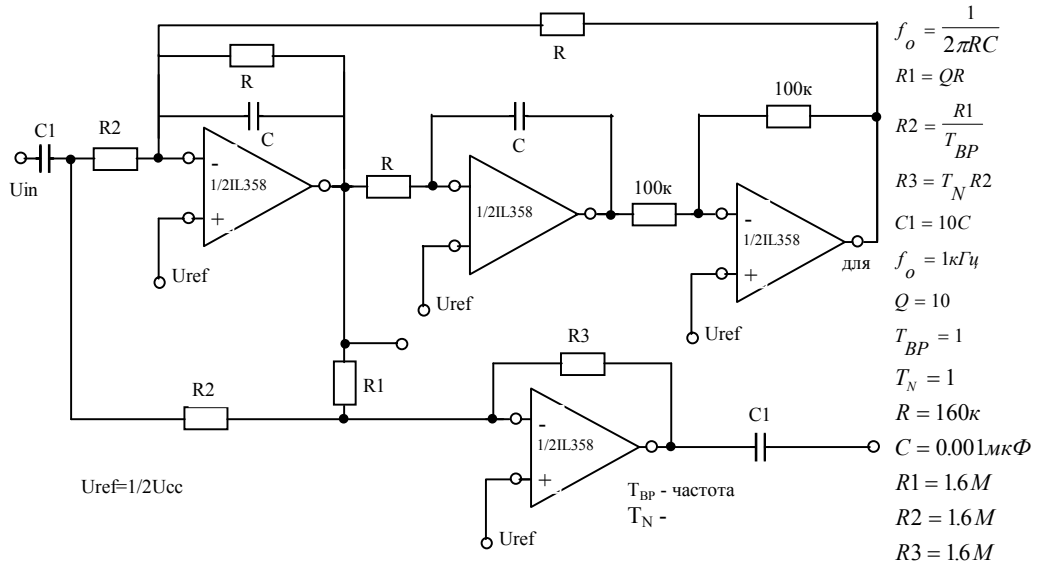 R
R
C
C1
R2
Uin
-
1/2IL358
+
Uref
R
C
-
1/2IL358
+
Uref
100к
100к
-
1/2IL358
+
для
Uref
R1
R2
R3
-
1/2IL358
+
Uref
C1
Uref=1/2Ucc
T_BP - частота
T_N -
f_o = 1/2πRC
R1 = QR
R2 = R1/T_BP
R3 = T_N R2
C1 = 10C
f_o = 1кГц
Q = 10
T_BP = 1
T_N = 1
R = 160к
C = 0.001мкФ
R1 = 1.6M
R2 = 1.6M
R3 = 1.6M